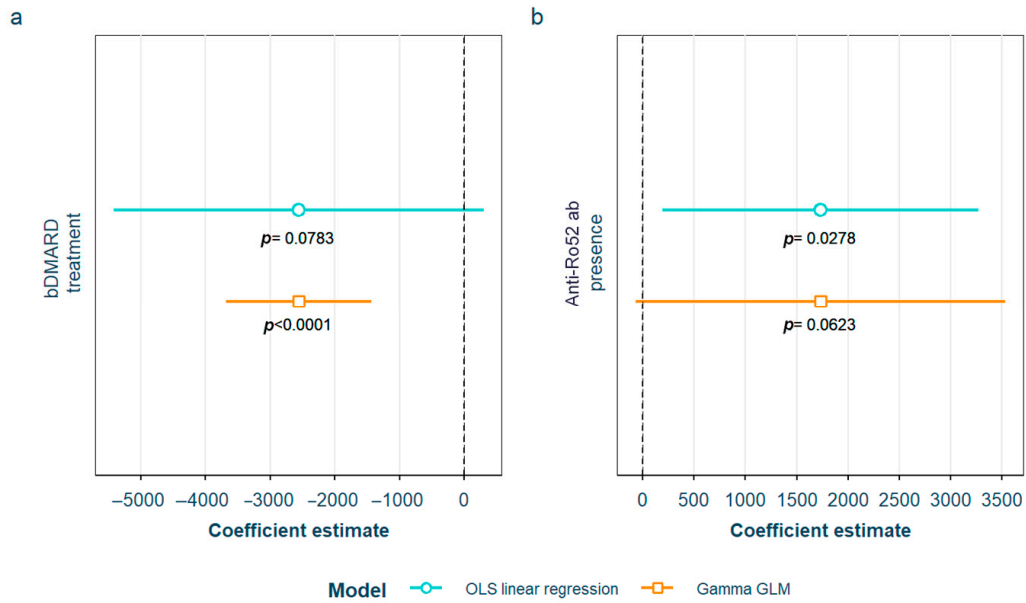 a
bDMARD
treatment
p= 0.0783
p<0.0001
−5000 −4000 −3000 −2000 −1000 0
Coefficient estimate
b
Anti-Ro52 ab
presence
p= 0.0278
p= 0.0623
0 500 1000 1500 2000 2500 3000 3500
Coefficient estimate
Model OLS linear regression Gamma GLM